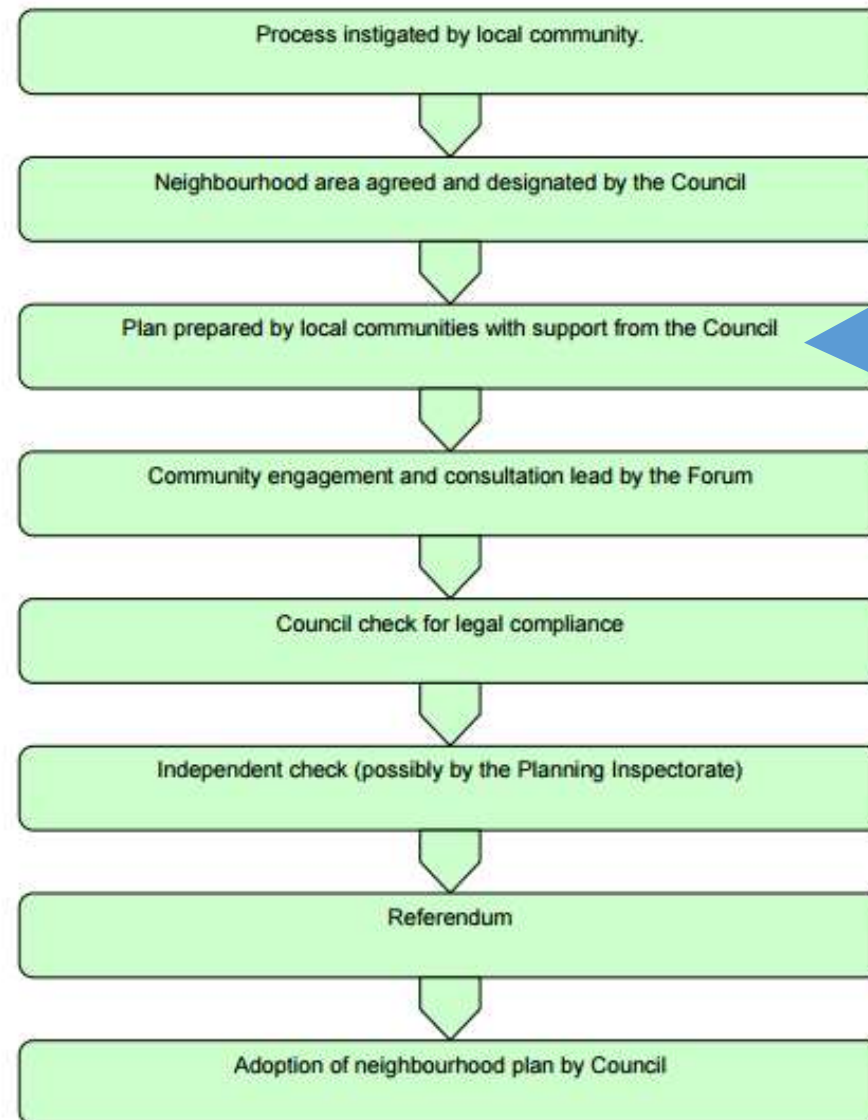 Process instigated by local community.
Neighbourhood area agreed and designated by the Council
Plan prepared by local communities with support from the Council
Community engagement and consultation lead by the Forum
Council check for legal compliance
Independent check (possibly by the Planning Inspectorate)
Referendum
Adoption of neighbourhood plan by Council